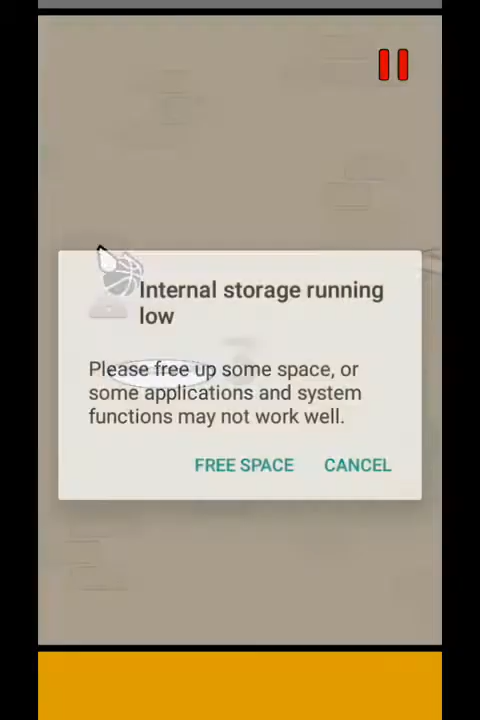 Internal storage running
low
Please free up some space, or
some applications and system
functions may not work well.
FREE SPACE CANCEL